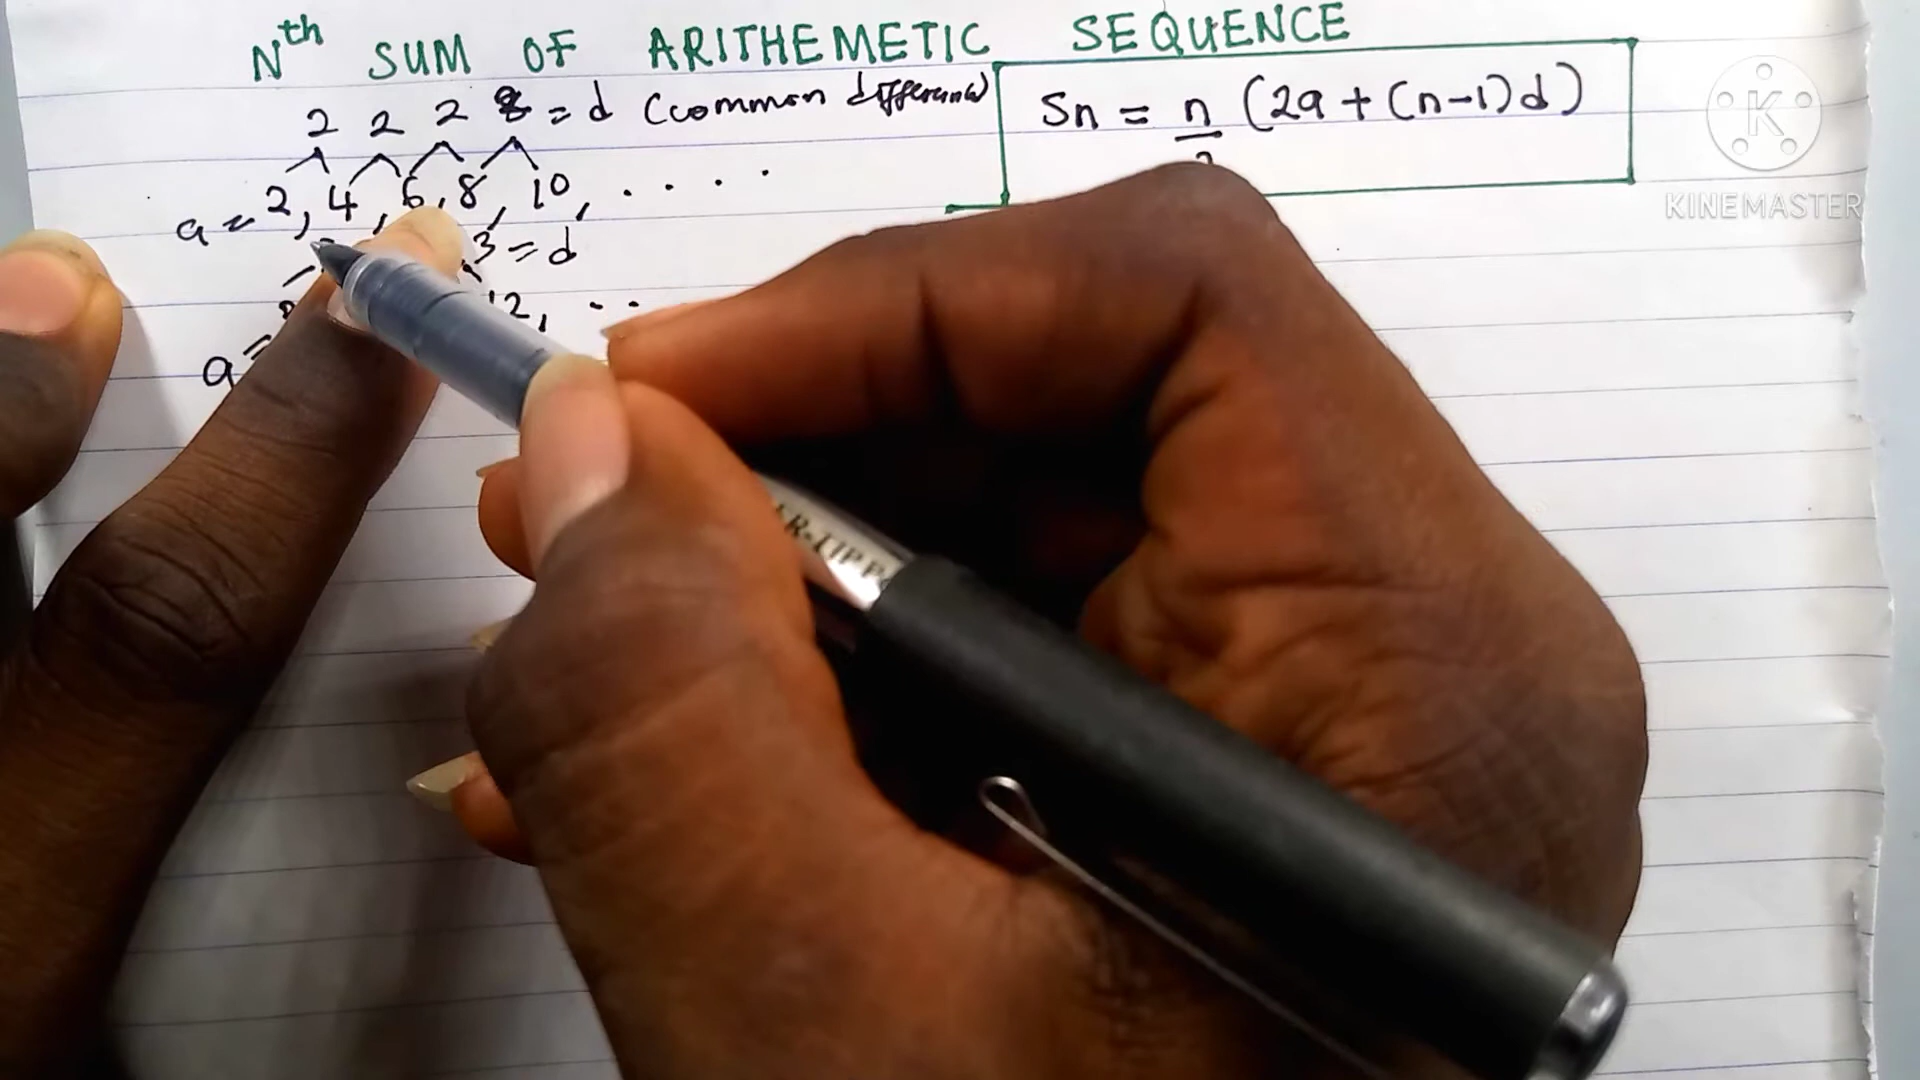 Nth SUM OF ARITHEMETIC SEQUENCE
2 2 2 2 = d (common difference)
Sn = n/2 (2a + (n-1)d)
a = 2, 4, 6, 8, 10, . . . .
3 = d
12, . .
a =
K
KINEMASTER